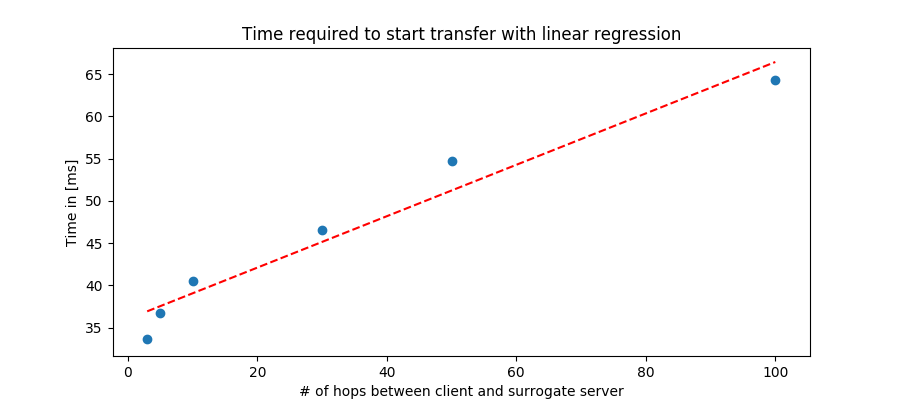 Time required to start transfer with linear regression
65
60
55
50
45
40
35
Time in [ms]
0 20 40 60 80 100
# of hops between client and surrogate server